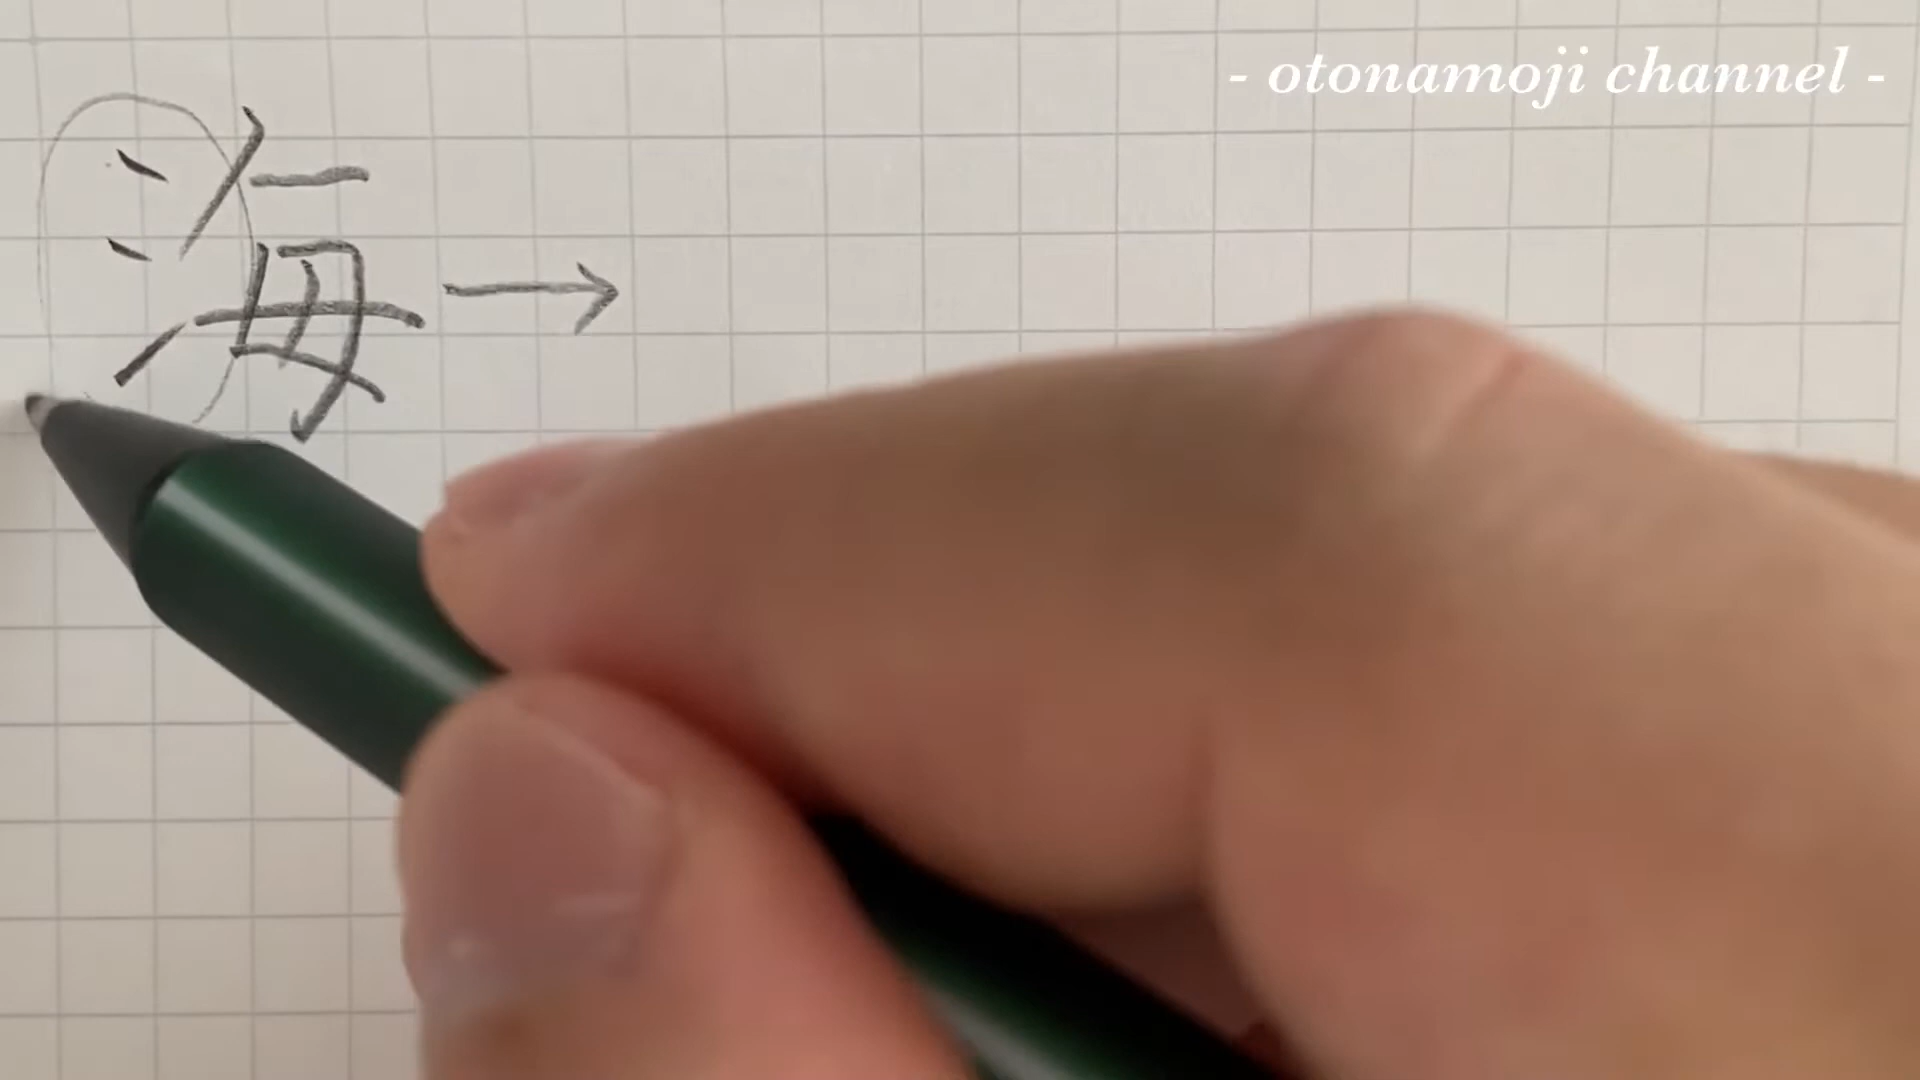 - otonamoji channel -
海→